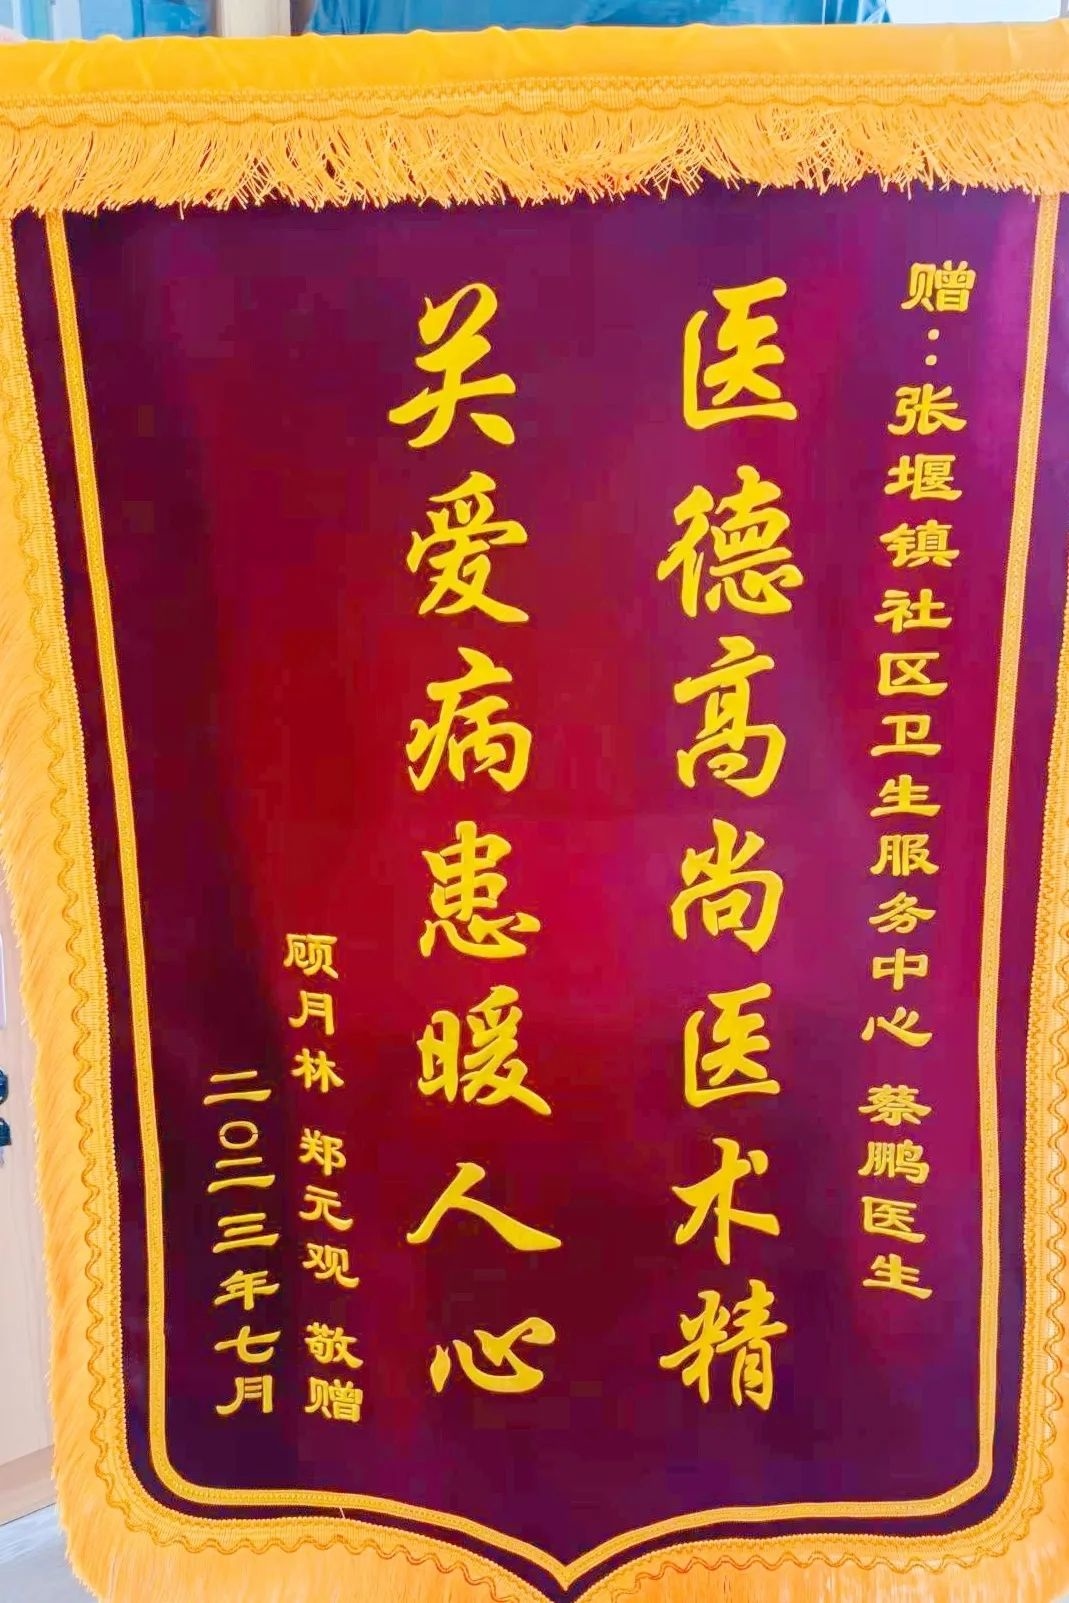 赠：张堰镇社区卫生服务中心 蔡鹏医生
医德高尚医术精
关爱病患暖人心
顾月林 郑元观 敬赠
二〇二三年七月